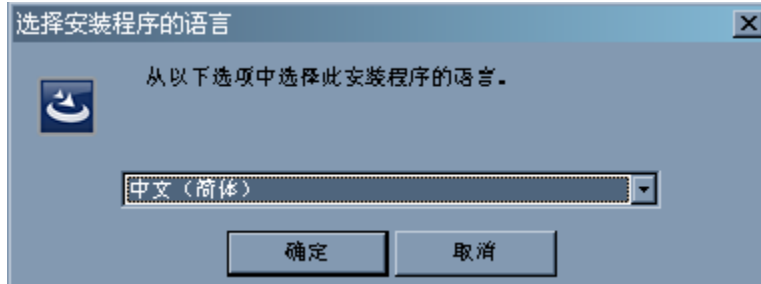 选择安装程序的语言
从以下选项中选择此安装程序的语言。
中文（简体）
确定
取消